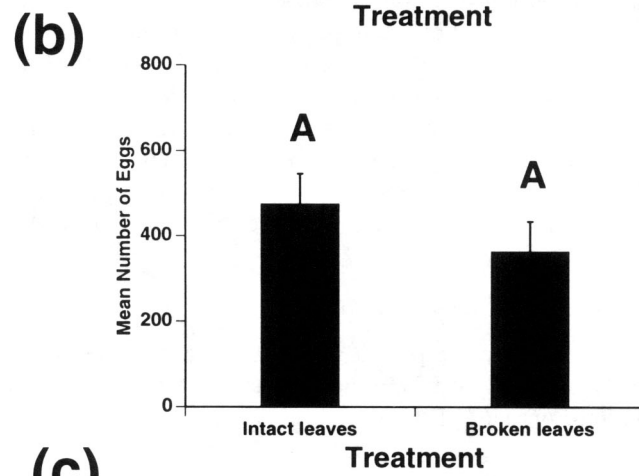 Treatment
(b)
800
A
600
A
400
Mean Number of Eggs
200
0
Intact leaves Broken leaves
Treatment
(c)